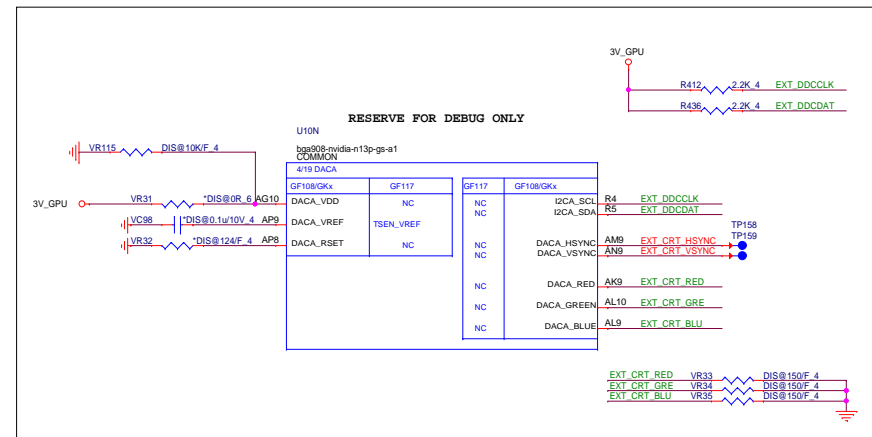 3V_GPU
R412 2.2K_4 EXT_DDCCLK
R436 2.2K_4 EXT_DDCDAT
RESERVE FOR DEBUG ONLY
U10N
bga908-nvidia-n13p-gs-a1
COMMON
VR115 DIS@10K/F_4
4/19 DACA
GF108/GKx GF117 GF117 GF108/GKx
3V_GPU VR31 *DIS@0R_6 AG10 DACA_VDD NC NC I2CA_SCL R4 EXT_DDCCLK
NC I2CA_SDA R5 EXT_DDCDAT
VC98 *DIS@0.1u/10V_4 AP9 DACA_VREF TSEN_VREF
TP158
TP159
VR32 *DIS@124/F_4 AP8 DACA_RSET NC NC DACA_HSYNC AM9 EXT_CRT_HSYNC
NC DACA_VSYNC AN9 EXT_CRT_VSYNC
NC DACA_RED AK9 EXT_CRT_RED
NC DACA_GREEN AL10 EXT_CRT_GRE
NC DACA_BLUE AL9 EXT_CRT_BLU
EXT_CRT_RED VR33 DIS@150/F_4
EXT_CRT_GRE VR34 DIS@150/F_4
EXT_CRT_BLU VR35 DIS@150/F_4